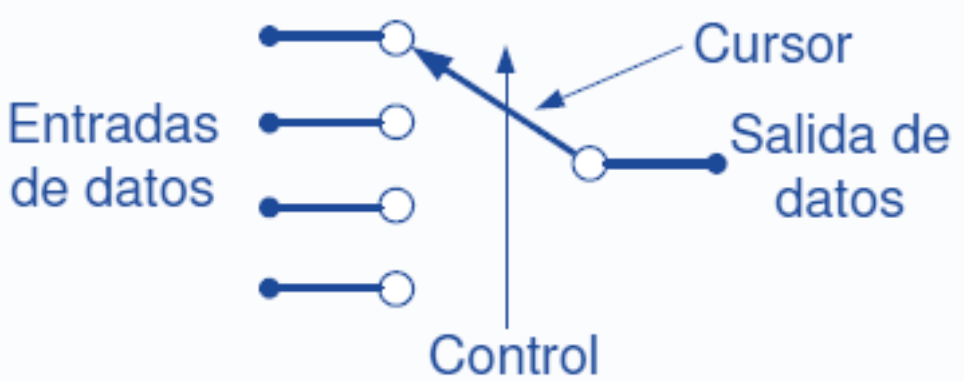 Cursor
Entradas
de datos
Salida de
datos
Control